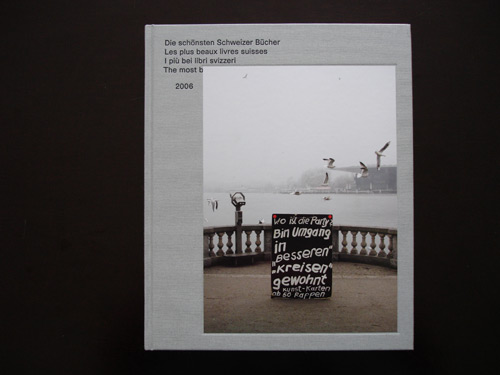 Die schönsten Schweizer Bücher
Les plus beaux livres suisses
I più bei libri svizzeri
The most b
2006
Wo ist die Party?
Bin Umgang
in
"Besseren"
"Kreisen"
gewohnt
Kunst-Karten
ab 50 Rappen